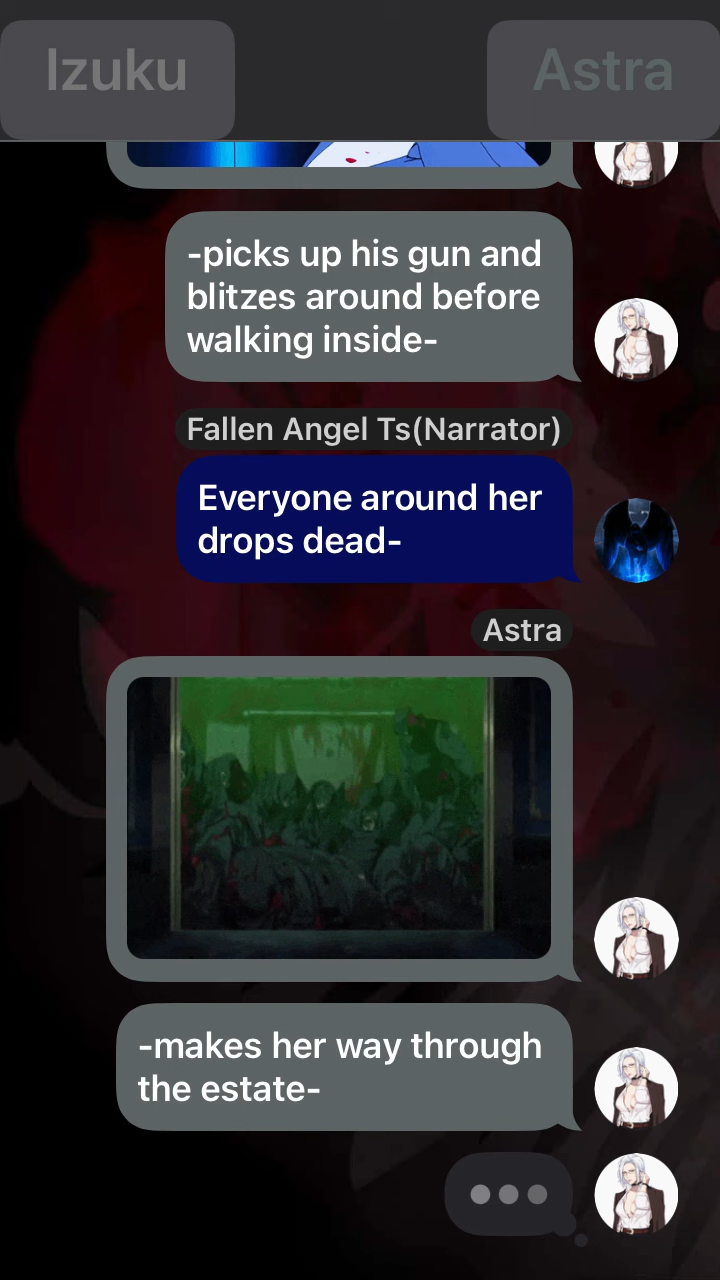 Izuku
Astra
-picks up his gun and
blitzes around before
walking inside-
Fallen Angel Ts(Narrator)
Everyone around her
drops dead-
Astra
-makes her way through
the estate-